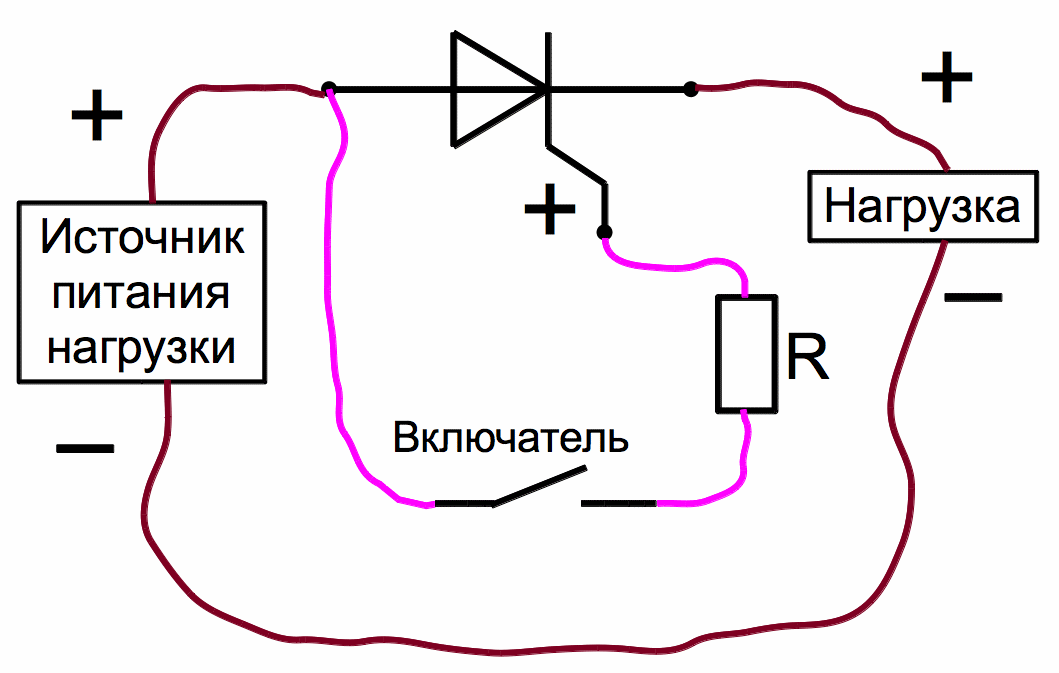 +
+
Источник
питания
нагрузки
+
Нагрузка
–
R
Включатель
–